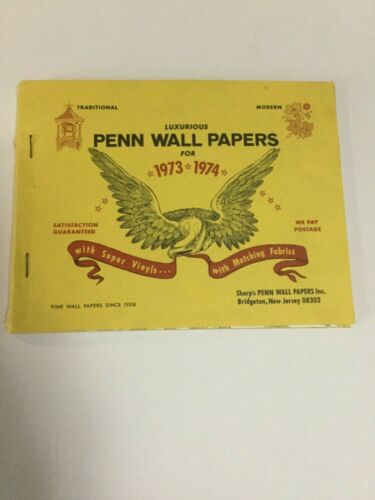 TRADITIONAL
MODERN
LUXURIOUS
PENN WALL PAPERS
FOR
1973 ☆ 1974
SATISFACTION
GUARANTEED
WE PAY
POSTAGE
with Super Vinyls...
with Matching Fabrics
Sharp's PENN WALL PAPERS Inc.
Bridgeton, New Jersey 08302
FINE WALL PAPERS SINCE 1908